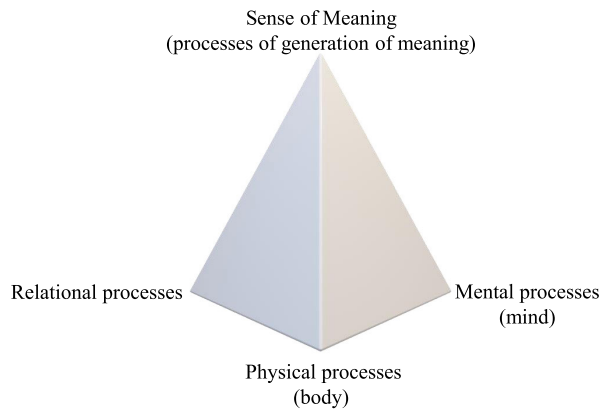 Sense of Meaning
(processes of generation of meaning)
Relational processes
Mental processes
(mind)
Physical processes
(body)